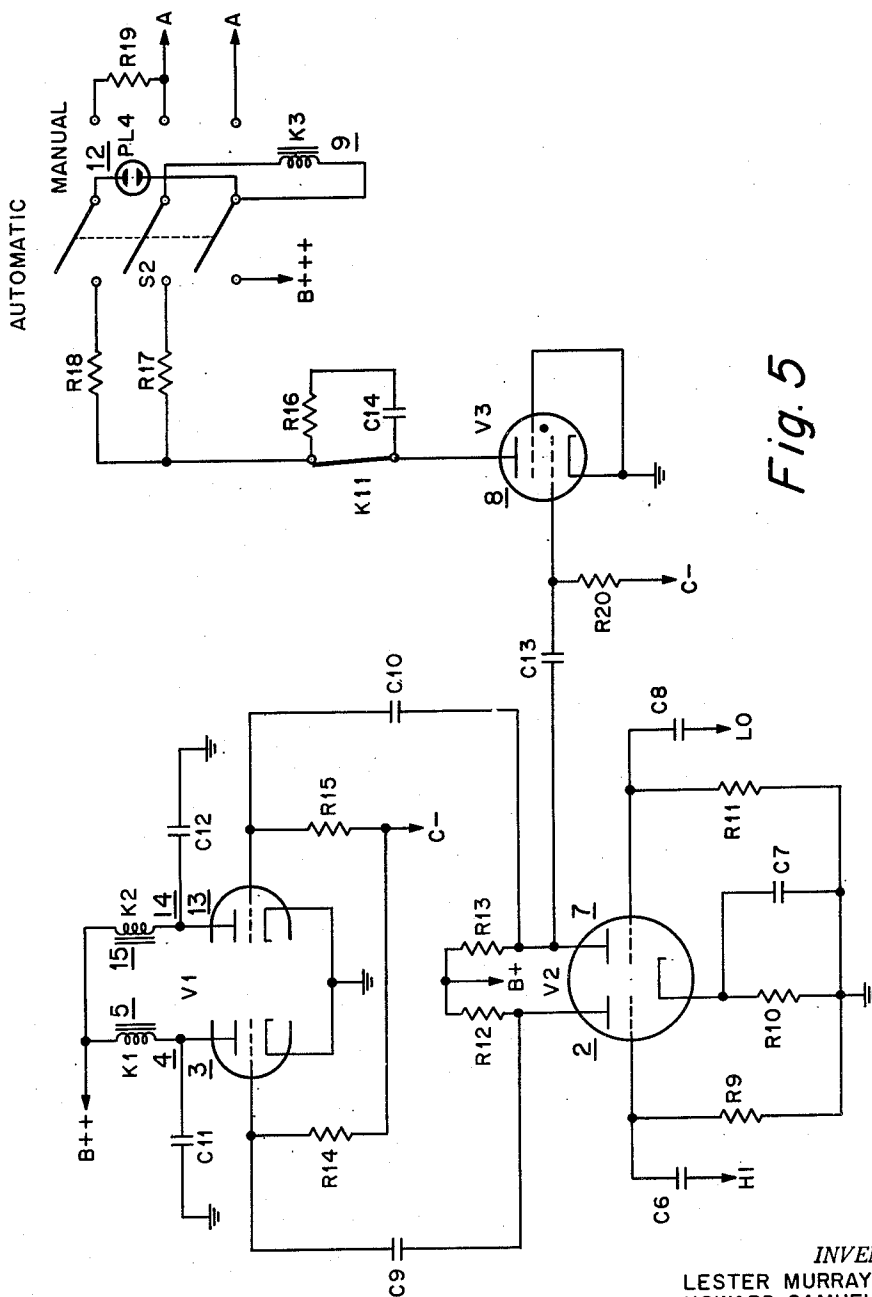 AUTOMATIC
MANUAL
12
PL4
R19
A
A
S2
K3
9
B+++
R18
R17
R16
C14
K11
V3
8
C13
R20
C-
Fig. 5
B++
K1
5
4
3
V1
K2
15
14
13
C11
C12
R14
R15
C-
C9
C10
R12
R13
B+
V2
2
7
C6
HI
R9
R10
C7
R11
C8
LO
INVE
LESTER MURRAY
HOWARD SAMUEL